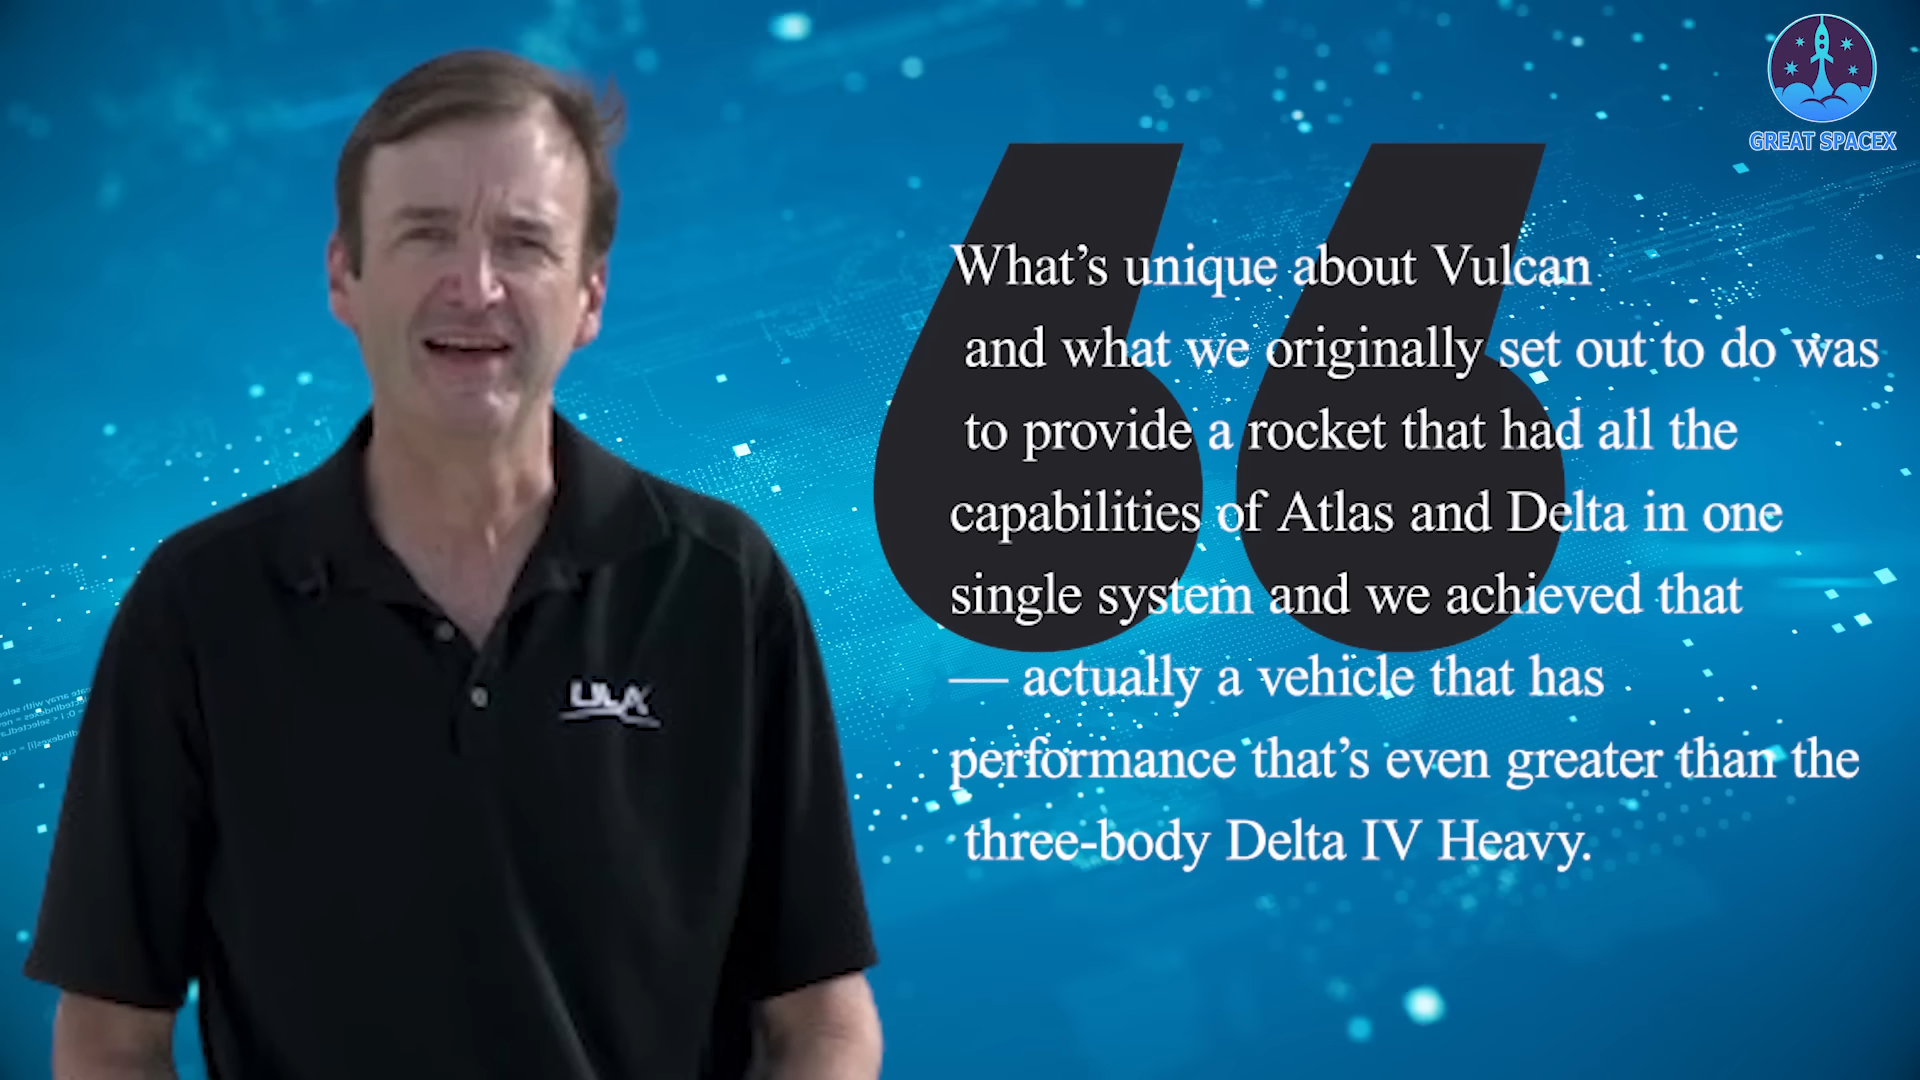 GREAT SPACEX
What’s unique about Vulcan
and what we originally set out to do was
to provide a rocket that had all the
capabilities of Atlas and Delta in one
single system and we achieved that
— actually a vehicle that has
performance that’s even greater than the
three-body Delta IV Heavy.
ULA